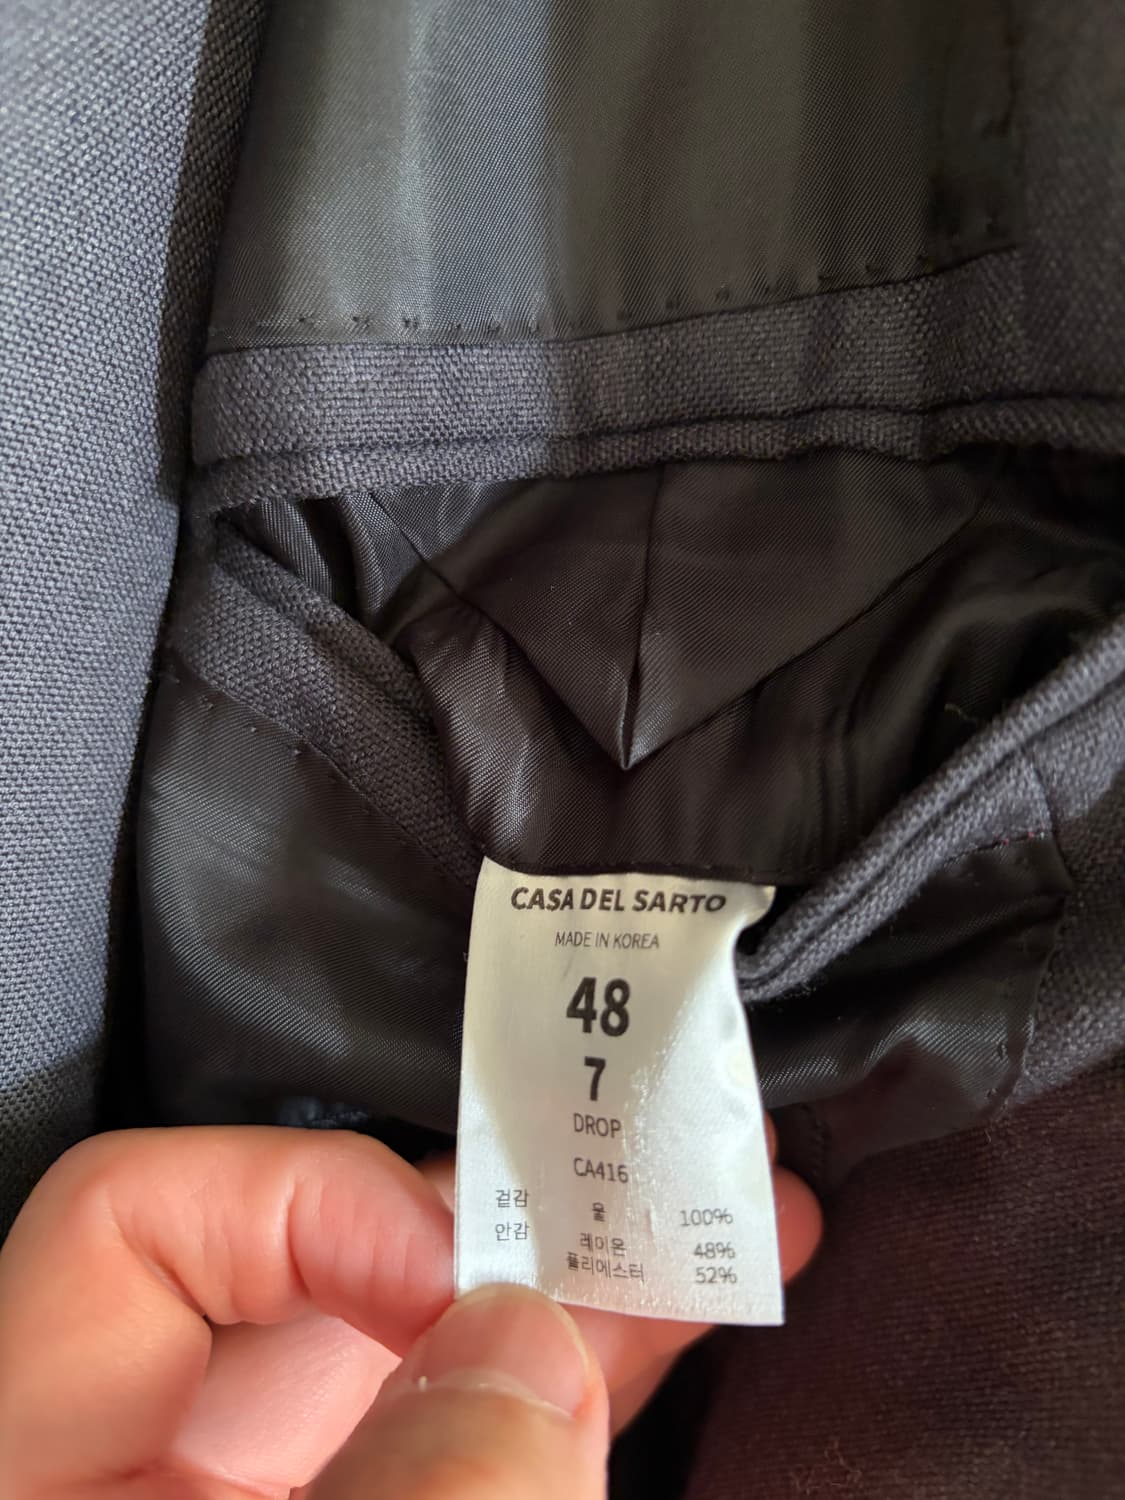 CASA DEL SARTO
MADE IN KOREA
48
7
DROP
CA416
겉감 울 100%
안감 레이온 48%
폴리에스터 52%